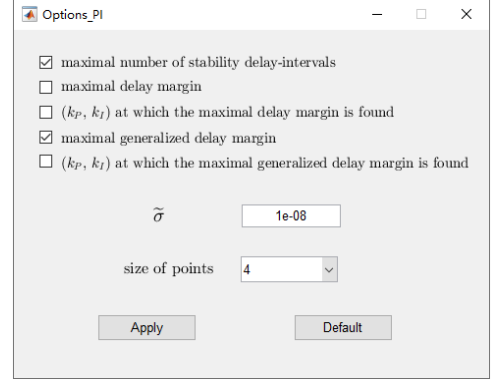 Options_PI
maximal number of stability delay-intervals
maximal delay margin
(k_P, k_I) at which the maximal delay margin is found
maximal generalized delay margin
(k_P, k_I) at which the maximal generalized delay margin is found
σ̃ 1e-08
size of points 4
Apply Default